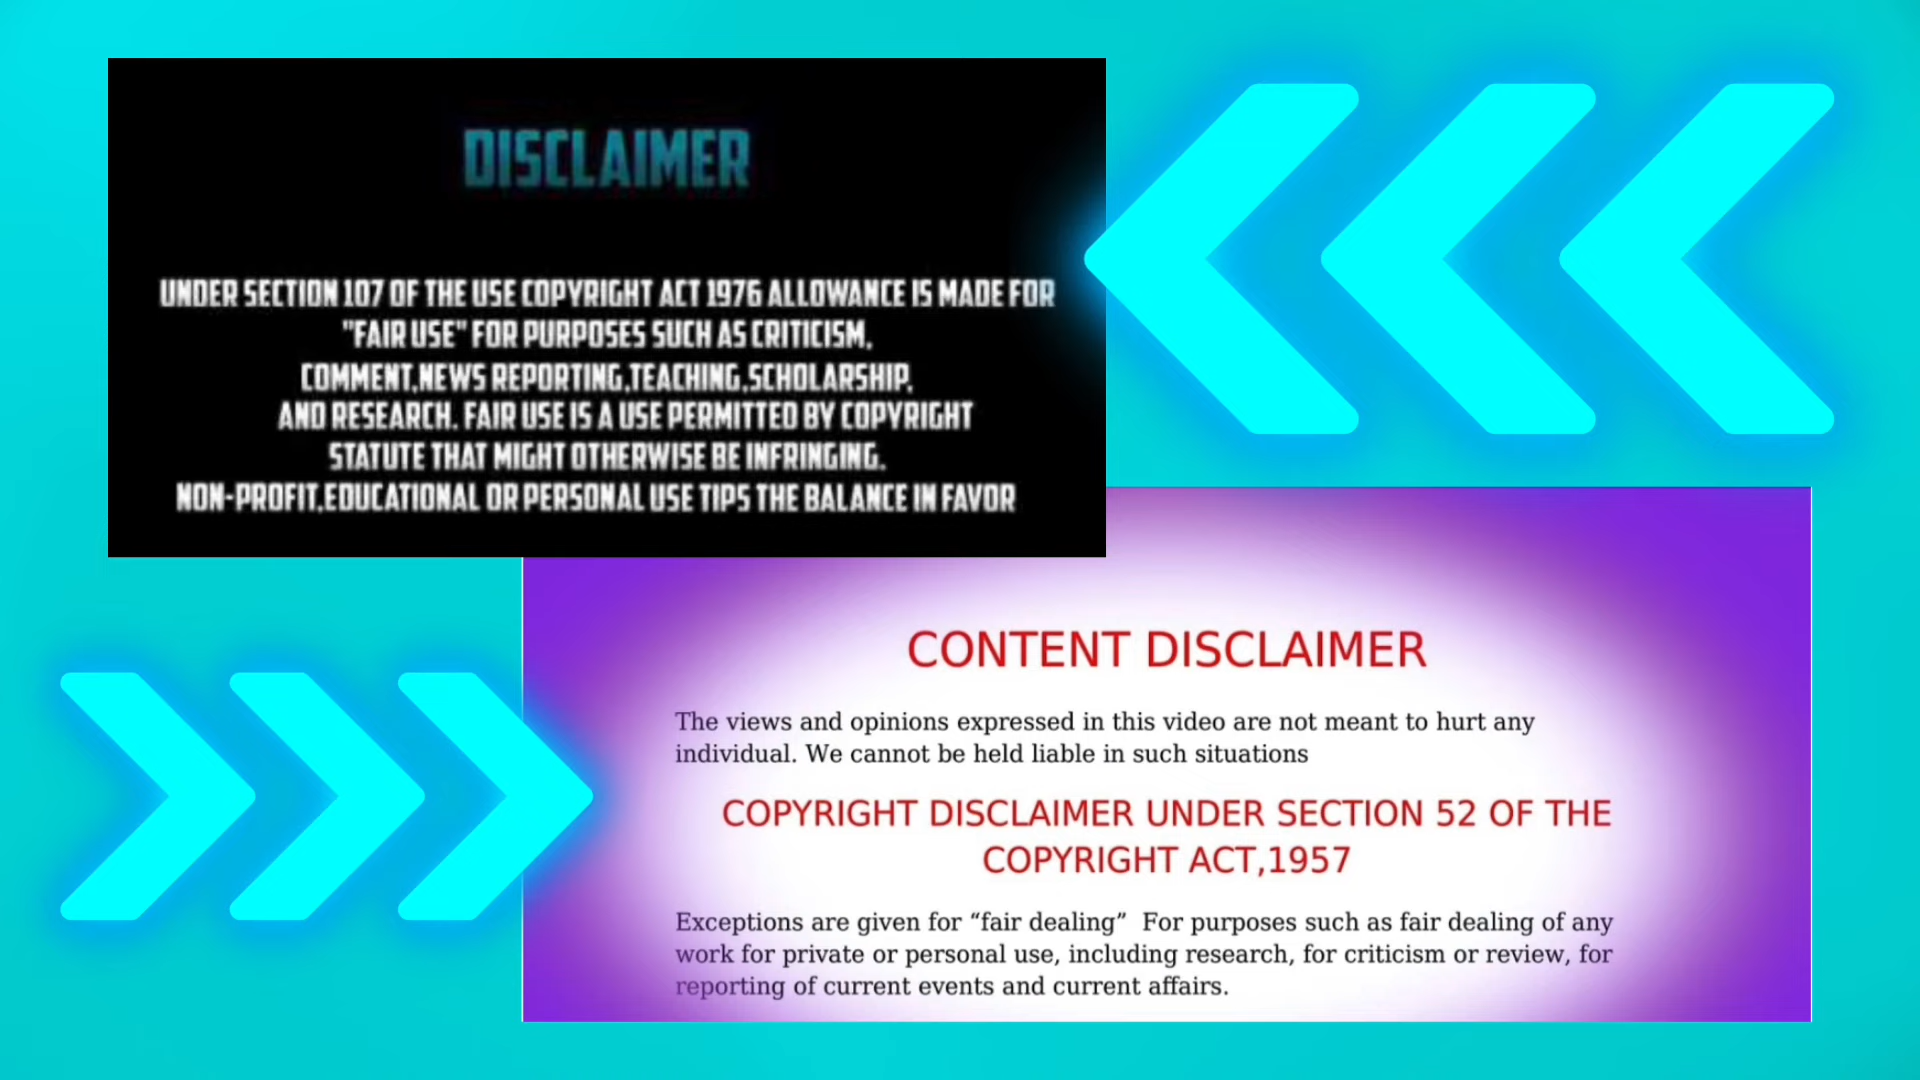 DISCLAIMER
UNDER SECTION 107 OF THE USE COPYRIGHT ACT 1976 ALLOWANCE IS MADE FOR
"FAIR USE" FOR PURPOSES SUCH AS CRITICISM,
COMMENT,NEWS REPORTING,TEACHING,SCHOLARSHIP,
AND RESEARCH. FAIR USE IS A USE PERMITTED BY COPYRIGHT
STATUTE THAT MIGHT OTHERWISE BE INFRINGING.
NON-PROFIT,EDUCATIONAL OR PERSONAL USE TIPS THE BALANCE IN FAVOR
CONTENT DISCLAIMER
The views and opinions expressed in this video are not meant to hurt any
individual. We cannot be held liable in such situations
COPYRIGHT DISCLAIMER UNDER SECTION 52 OF THE
COPYRIGHT ACT,1957
Exceptions are given for “fair dealing”  For purposes such as fair dealing of any
work for private or personal use, including research, for criticism or review, for
reporting of current events and current affairs.